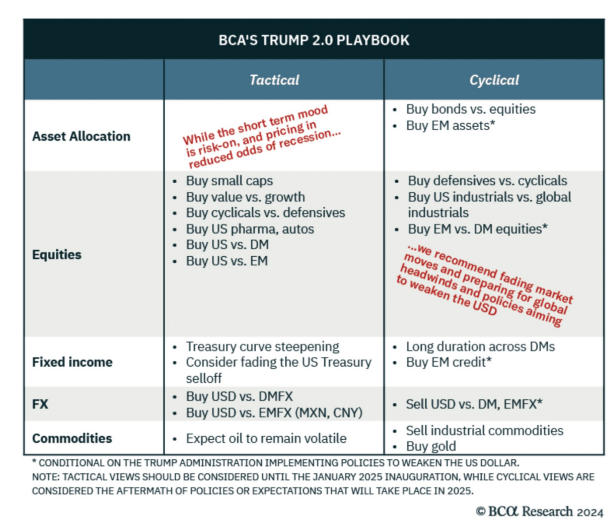 BCA'S TRUMP 2.0 PLAYBOOK
Tactical
Cyclical
Asset Allocation
While the short term mood
is risk-on, and pricing in
reduced odds of recession...
• Buy bonds vs. equities
• Buy EM assets*
Equities
• Buy small caps
• Buy value vs. growth
• Buy cyclicals vs. defensives
• Buy US pharma, autos
• Buy US vs. DM
• Buy US vs. EM
• Buy defensives vs. cyclicals
• Buy US industrials vs. global
industrials
• Buy EM vs. DM equities*
...we recommend fading market
moves and preparing for global
headwinds and policies aiming
to weaken the USD
Fixed income
• Treasury curve steepening
• Consider fading the US Treasury
selloff
• Long duration across DMs
• Buy EM credit*
FX
• Buy USD vs. DMFX
• Buy USD vs. EMFX (MXN, CNY)
• Sell USD vs. DM, EMFX*
Commodities
• Expect oil to remain volatile
• Sell industrial commodities
• Buy gold
* CONDITIONAL ON THE TRUMP ADMINISTRATION IMPLEMENTING POLICIES TO WEAKEN THE US DOLLAR.
NOTE: TACTICAL VIEWS SHOULD BE CONSIDERED UNTIL THE JANUARY 2025 INAUGURATION, WHILE CYCLICAL VIEWS ARE
CONSIDERED THE AFTERMATH OF POLICIES OR EXPECTATIONS THAT WILL TAKE PLACE IN 2025.
© BCα Research 2024